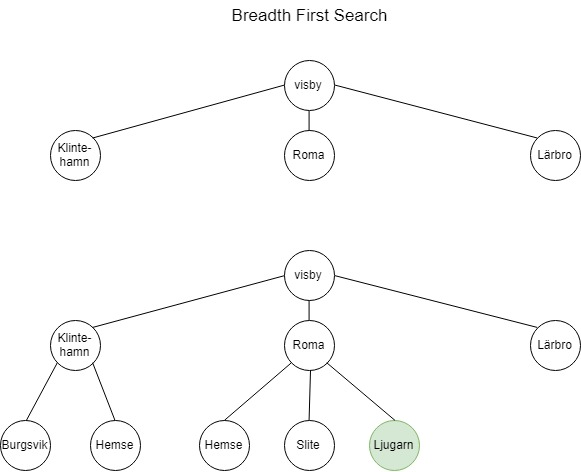 Breadth First Search
visby
Klinte-
hamn
Roma
Lärbro
visby
Klinte-
hamn
Roma
Lärbro
Burgsvik
Hemse
Hemse
Slite
Ljugarn